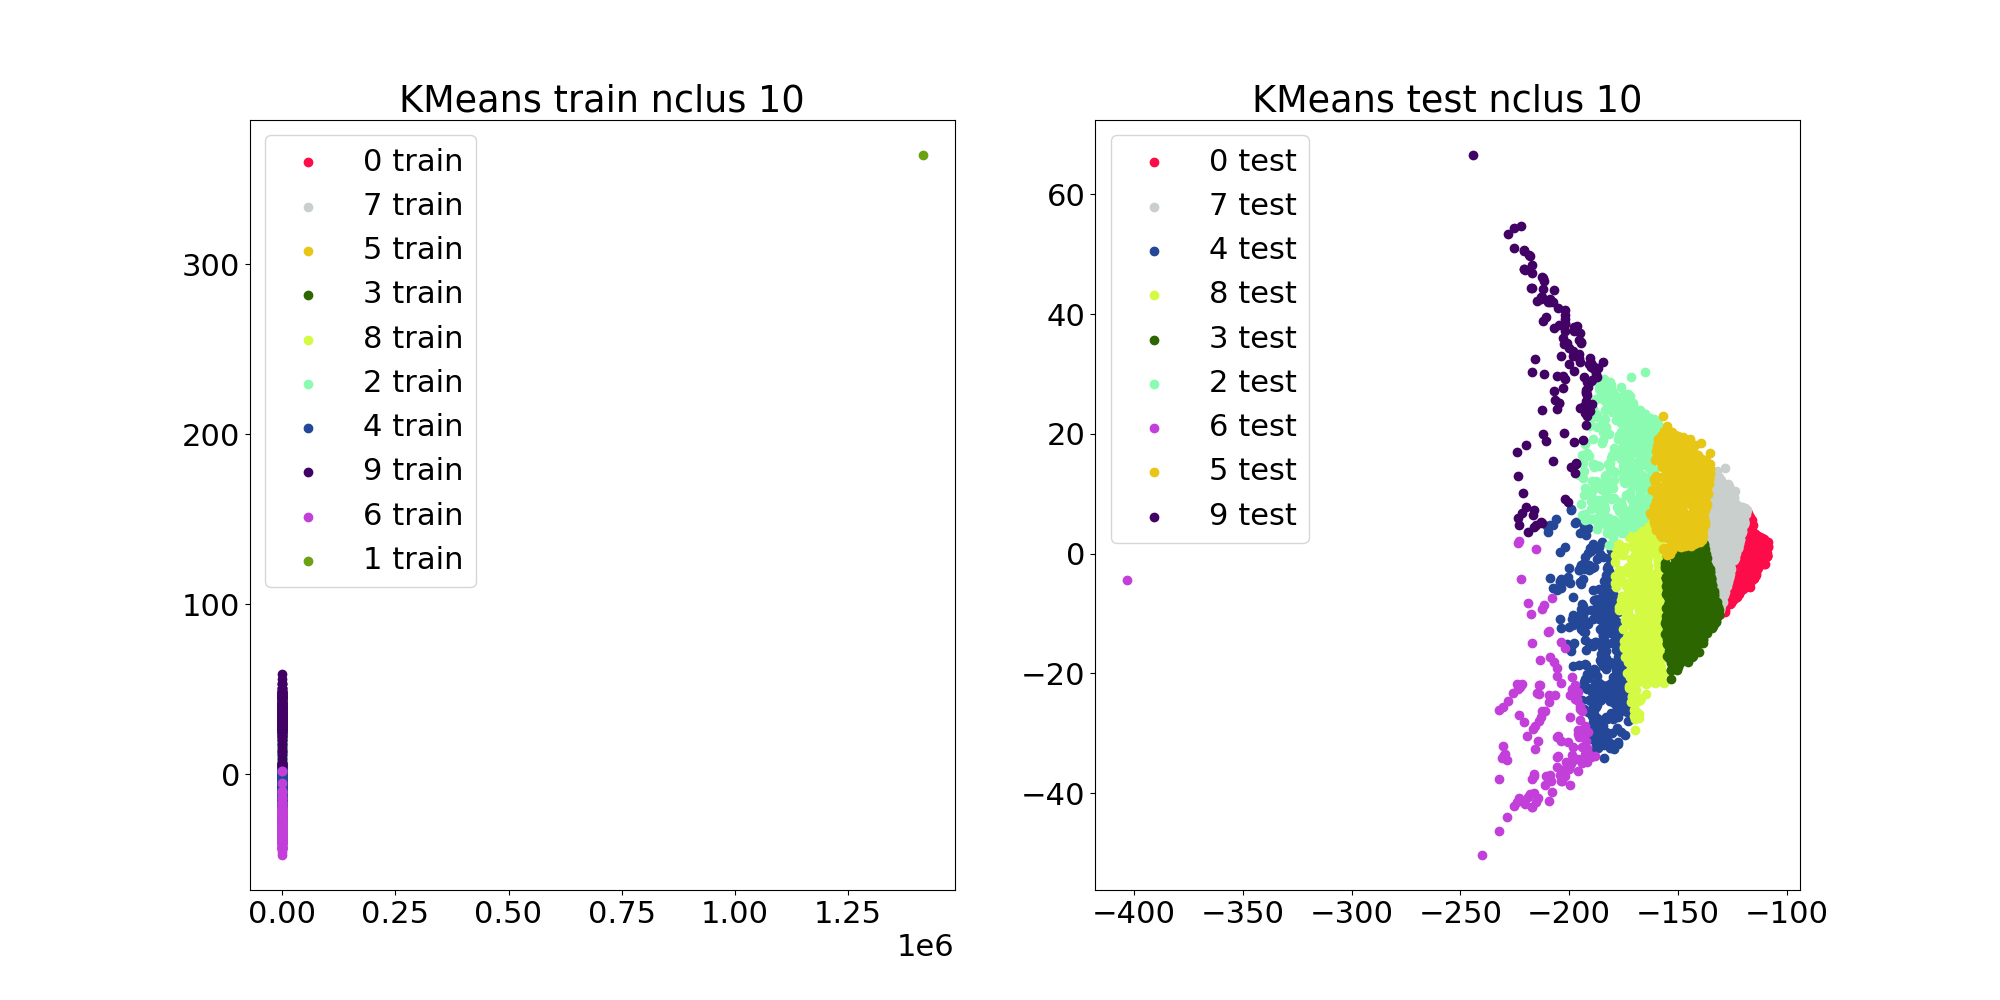 KMeans train nclus 10
0 train
7 train
5 train
3 train
8 train
2 train
4 train
9 train
6 train
1 train
300
200
100
0
0.00 0.25 0.50 0.75 1.00 1.25
1e6
KMeans test nclus 10
0 test
7 test
4 test
8 test
3 test
2 test
6 test
5 test
9 test
60
40
20
0
−20
−40
−400 −350 −300 −250 −200 −150 −100